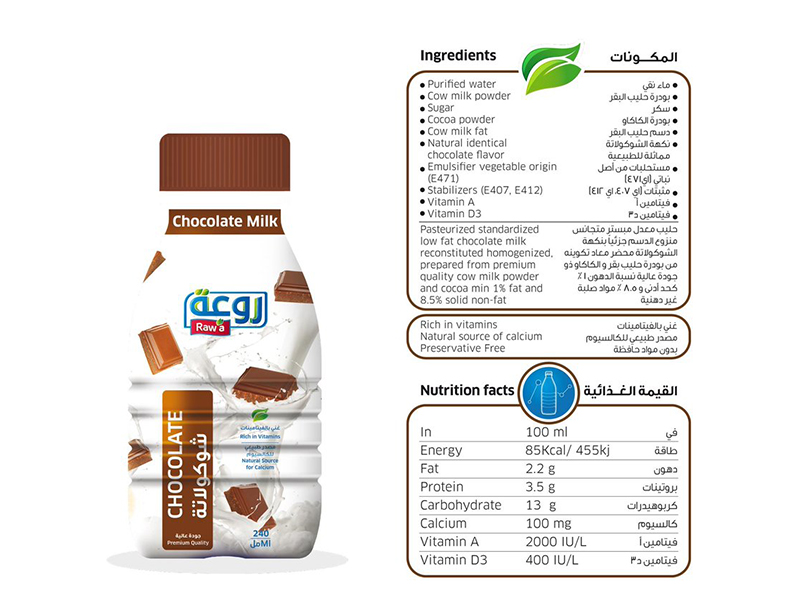 Chocolate Milk
روعة
Raw'a
CHOCOLATE
شوكولاتة
غني بالفيتامينات
Rich in Vitamins
مصدر طبيعي
للكالسيوم
Natural Source
for Calcium
جودة عالية
Premium Quality
240
مل Ml
Ingredients
Purified water
Cow milk powder
Sugar
Cocoa powder
Cow milk fat
Natural identical
chocolate flavor
Emulsifier vegetable origin
(E471)
Stabilizers (E407, E412)
Vitamin A
Vitamin D3
Pasteurized standardized
low fat chocolate milk
reconstituted homogenized,
prepared from premium
quality cow milk powder
and cocoa min 1% fat and
8.5% solid non-fat
المكـــونات
ماء نقي
بودرة حليب البقر
سكر
بودرة الكاكاو
دسم حليب البقر
نكهة الشوكولاتة
مماثلة للطبيعية
مستحلبات من أصل
نباتي (اي٤٧١)
مثبتات (اي ٤٠٧، اي ٤١٢)
فيتامين أ
فيتامين د٣
حليب معدل مبستر متجانس
منزوع الدسم جزئياً بنكهة
الشوكولاتة محضر معاد تكوينه
من بودرة حليب بقر و الكاكاو ذو
جودة عالية نسبة الدهون ١٪
كحد أدنى و ٨.٥ ٪ مواد صلبة
غير دهنية
Rich in vitamins
Natural source of calcium
Preservative Free
غني بالفيتامينات
مصدر طبيعي للكالسيوم
بدون مواد حافظة
Nutrition facts القيمة الغـذائية
In 100 ml في
Energy 85Kcal/ 455kj طاقة
Fat 2.2 g دهون
Protein 3.5 g بروتينات
Carbohydrate 13 g كربوهيدرات
Calcium 100 mg كالسيوم
Vitamin A 2000 IU/L فيتامين أ
Vitamin D3 400 IU/L فيتامين د٣